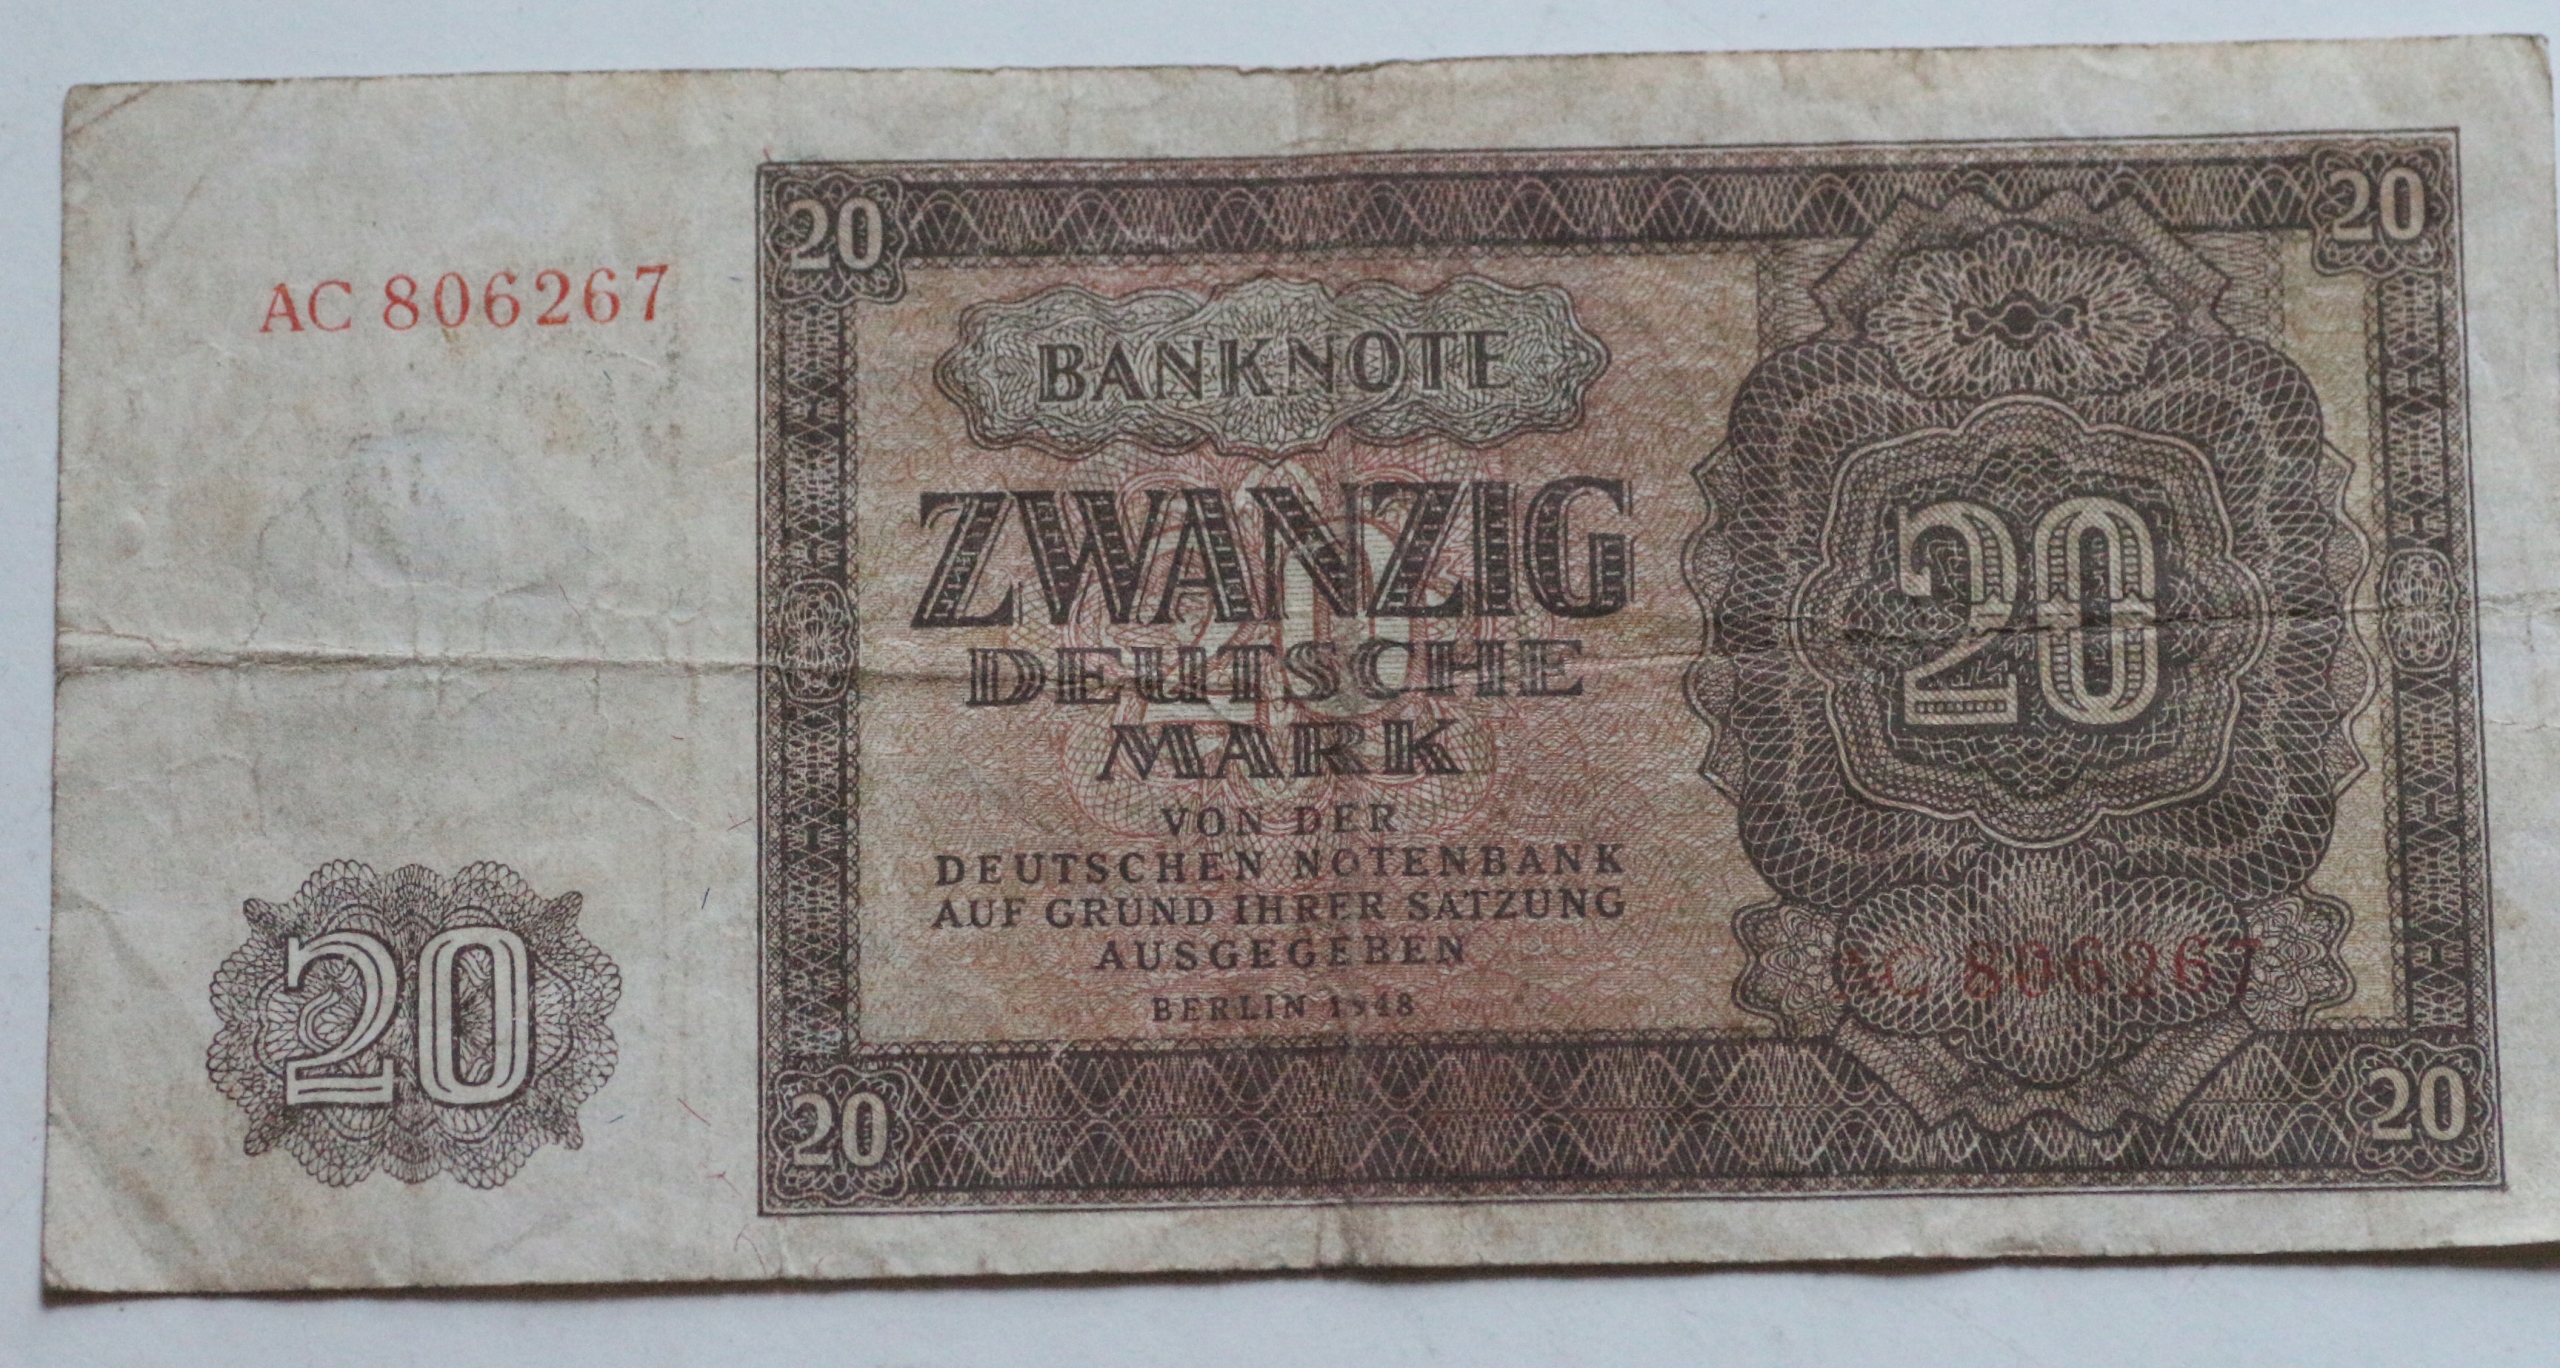 AC 806267
20
20
20
BANKNOTE
ZWANZIG
DEUTSCHE
MARK
VON DER
DEUTSCHEN NOTENBANK
AUF GRUND IHRER SATZUNG
AUSGEGEBEN
BERLIN 1948
20
AC 806267
20
20